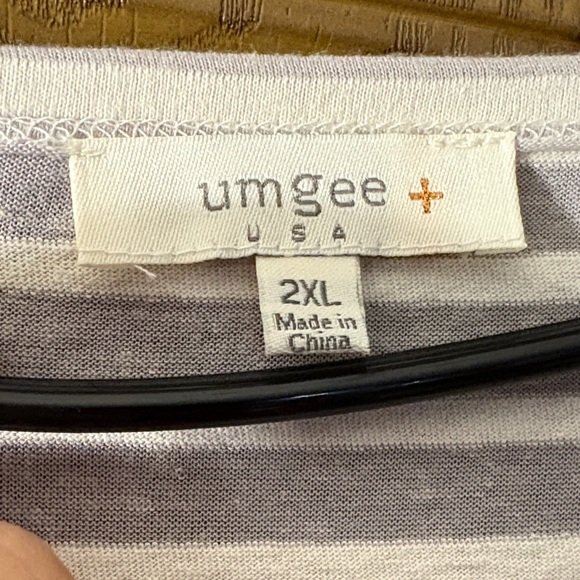 umgee +
USA
2XL
Made in
China